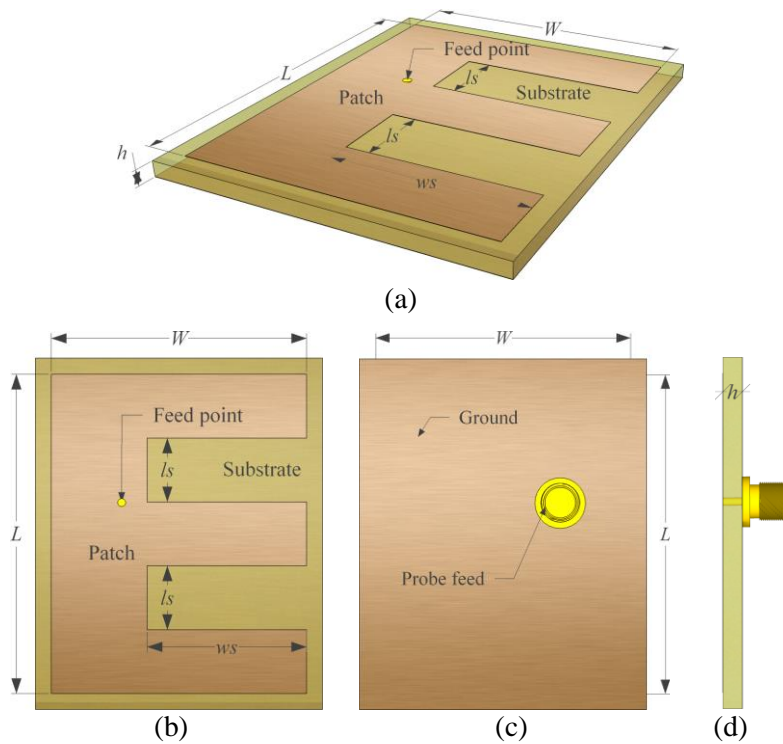 W
Feed point
L
ls
Substrate
Patch
ls
h
ws
(a)
W
Feed point
ls
Substrate
L
Patch
ls
ws
(b)
W
Ground
L
Probe feed
(c)
h
(d)